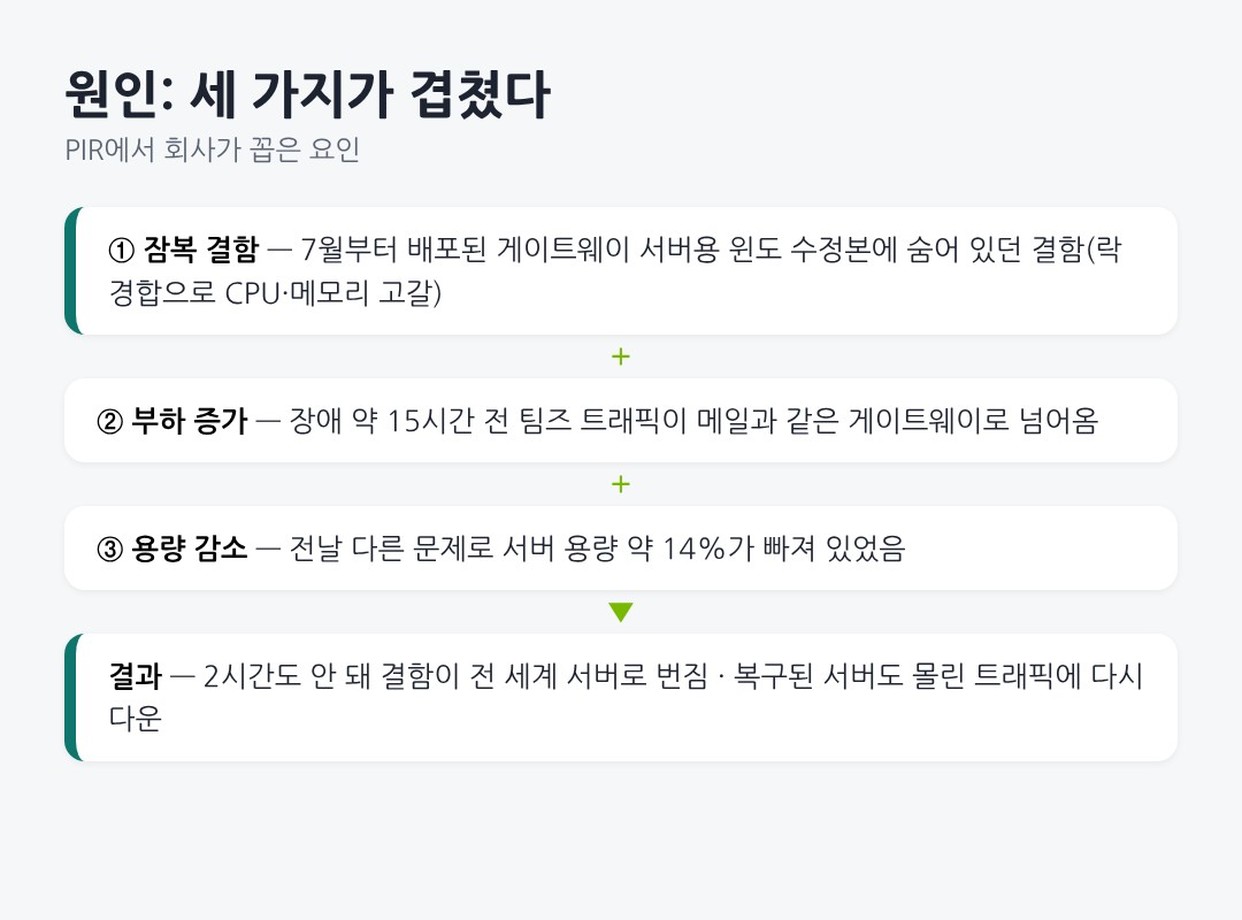 원인: 세 가지가 겹쳤다
PIR에서 회사가 꼽은 요인
① 잠복 결함 — 7월부터 배포된 게이트웨이 서버용 윈도 수정본에 숨어 있던 결함(락
경합으로 CPU·메모리 고갈)
+
② 부하 증가 — 장애 약 15시간 전 팀즈 트래픽이 메일과 같은 게이트웨이로 넘어옴
+
③ 용량 감소 — 전날 다른 문제로 서버 용량 약 14%가 빠져 있었음
▼
결과 — 2시간도 안 돼 결함이 전 세계 서버로 번짐 · 복구된 서버도 몰린 트래픽에 다시
다운